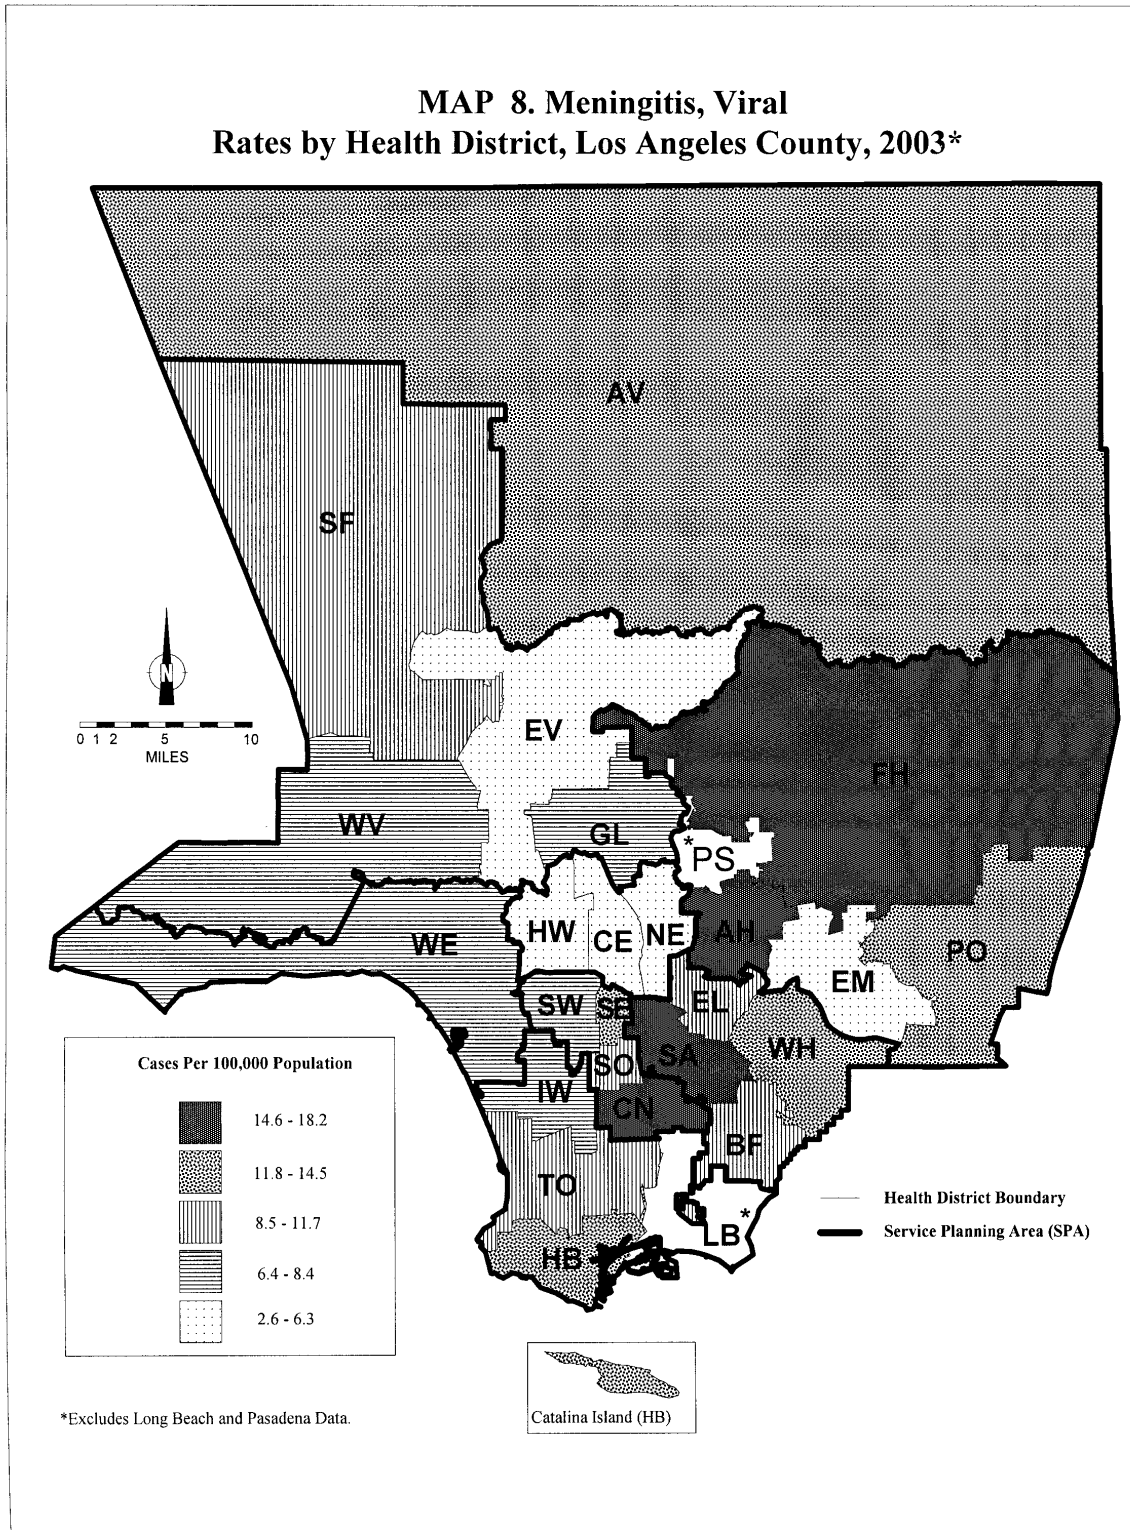 MAP 8. Meningitis, Viral
Rates by Health District, Los Angeles County, 2003*
AV
SF
N
0 1 2 5 10
MILES
EV
FH
WV
GL
* PS
HW
CE
NE
AH
WE
PO
EM
SW
SE
EL
SO
SA
WH
IW
CN
BF
TO
LB *
HB
Cases Per 100,000 Population
14.6 - 18.2
11.8 - 14.5
8.5 - 11.7
6.4 - 8.4
2.6 - 6.3
Health District Boundary
Service Planning Area (SPA)
Catalina Island (HB)
*Excludes Long Beach and Pasadena Data.